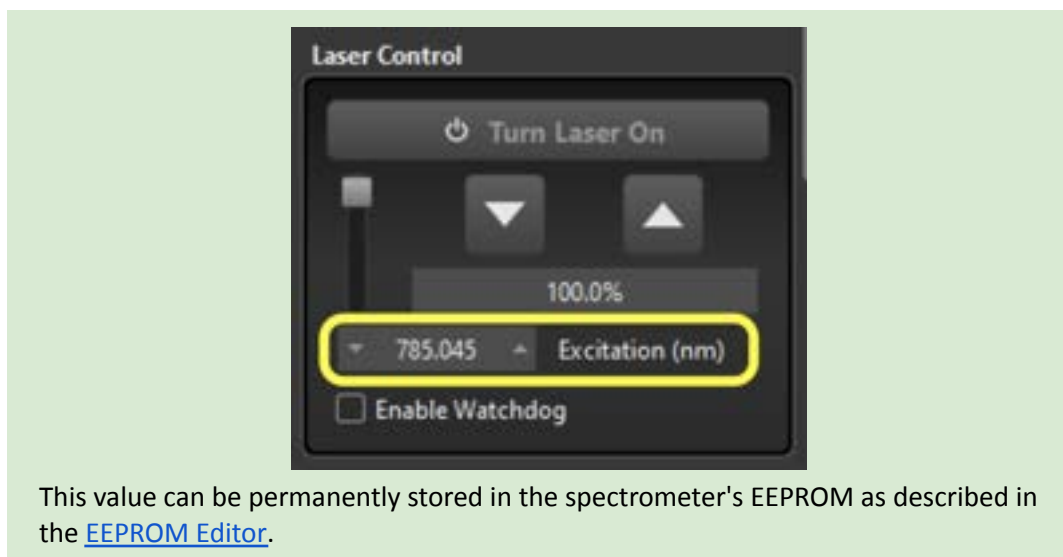 Laser Control
Turn Laser On
100.0%
785.045 Excitation (nm)
Enable Watchdog
This value can be permanently stored in the spectrometer's EEPROM as described in
the EEPROM Editor.